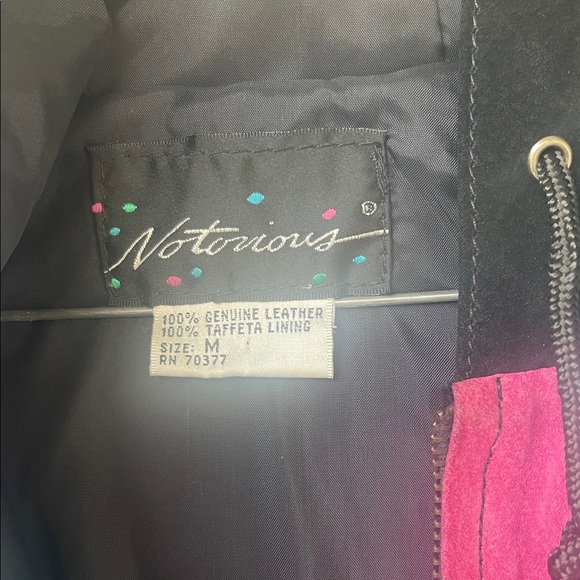 Notorious ®
100% GENUINE LEATHER
100% TAFFETA LINING
SIZE: M
RN 70377